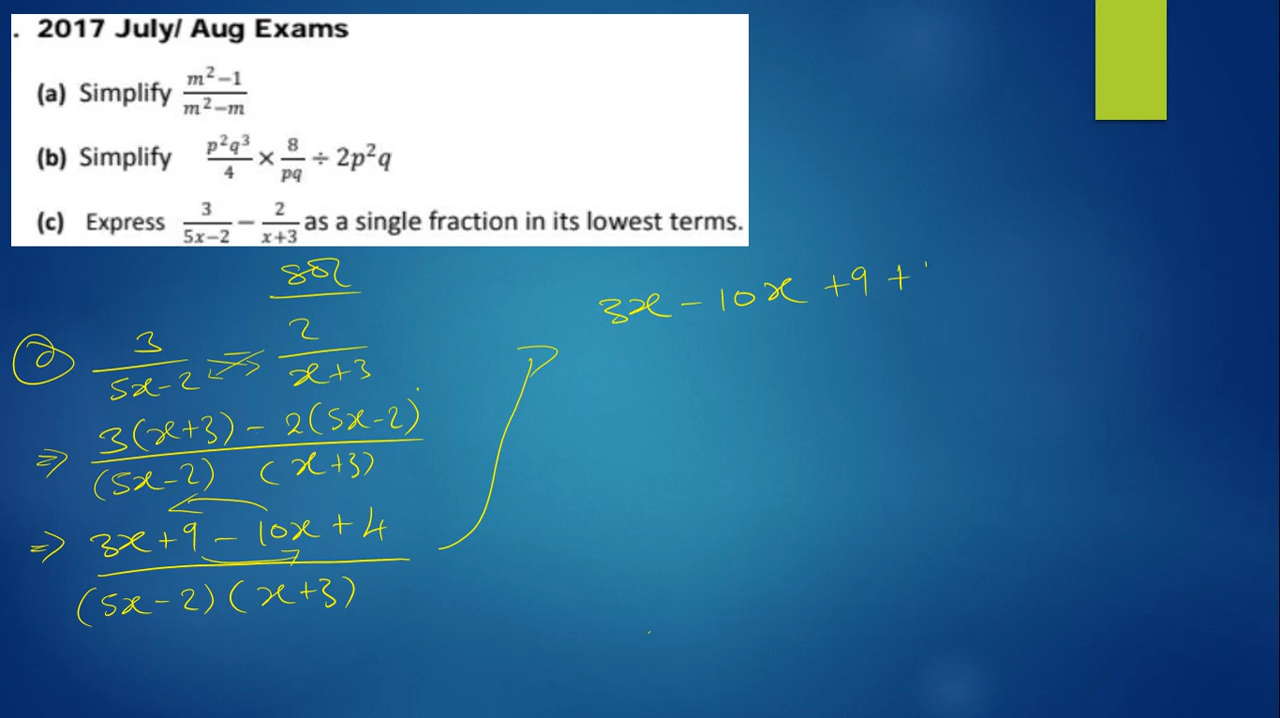 . 2017 July/ Aug Exams
(a) Simplify (m²−1)/(m²−m)
(b) Simplify p²q³/4 × 8/pq ÷ 2p²q
(c) Express 3/(5x−2) − 2/(x+3) as a single fraction in its lowest terms.
3/(5x-2) - 2/(x+3)
⇒ (3(x+3) - 2(5x-2))/((5x-2) (x+3))
⇒ (3x+9 - 10x + 4)/((5x-2)(x+3))
3x - 10x + 9 +